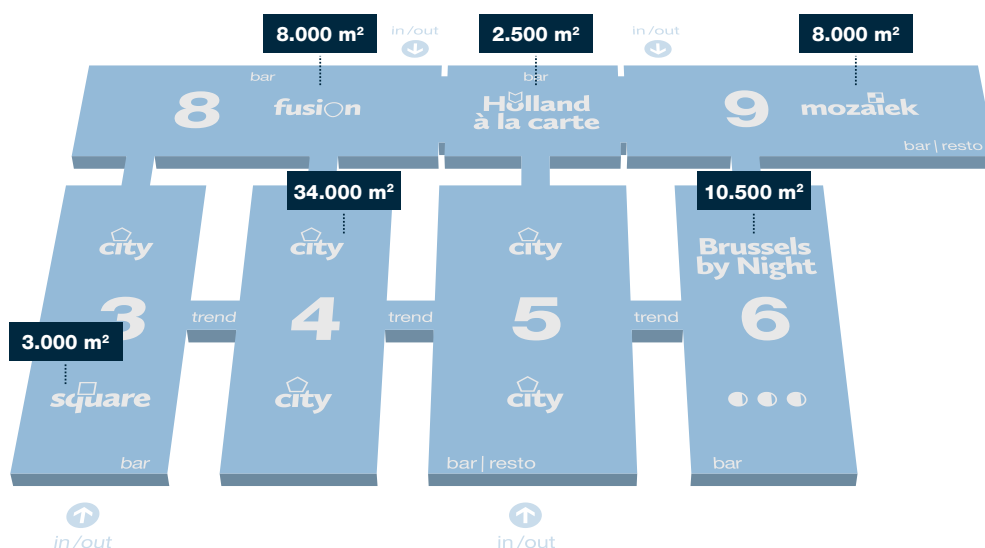 in/out
in/out
8.000 m²
2.500 m²
8.000 m²
bar
bar
8
fusion
Holland
à la carte
9
mozaïek
bar|resto
34.000 m²
10.500 m²
city
city
city
Brussels
by Night
3
trend
4
trend
5
trend
6
3.000 m²
square
city
city
bar
bar|resto
bar
in/out
in/out